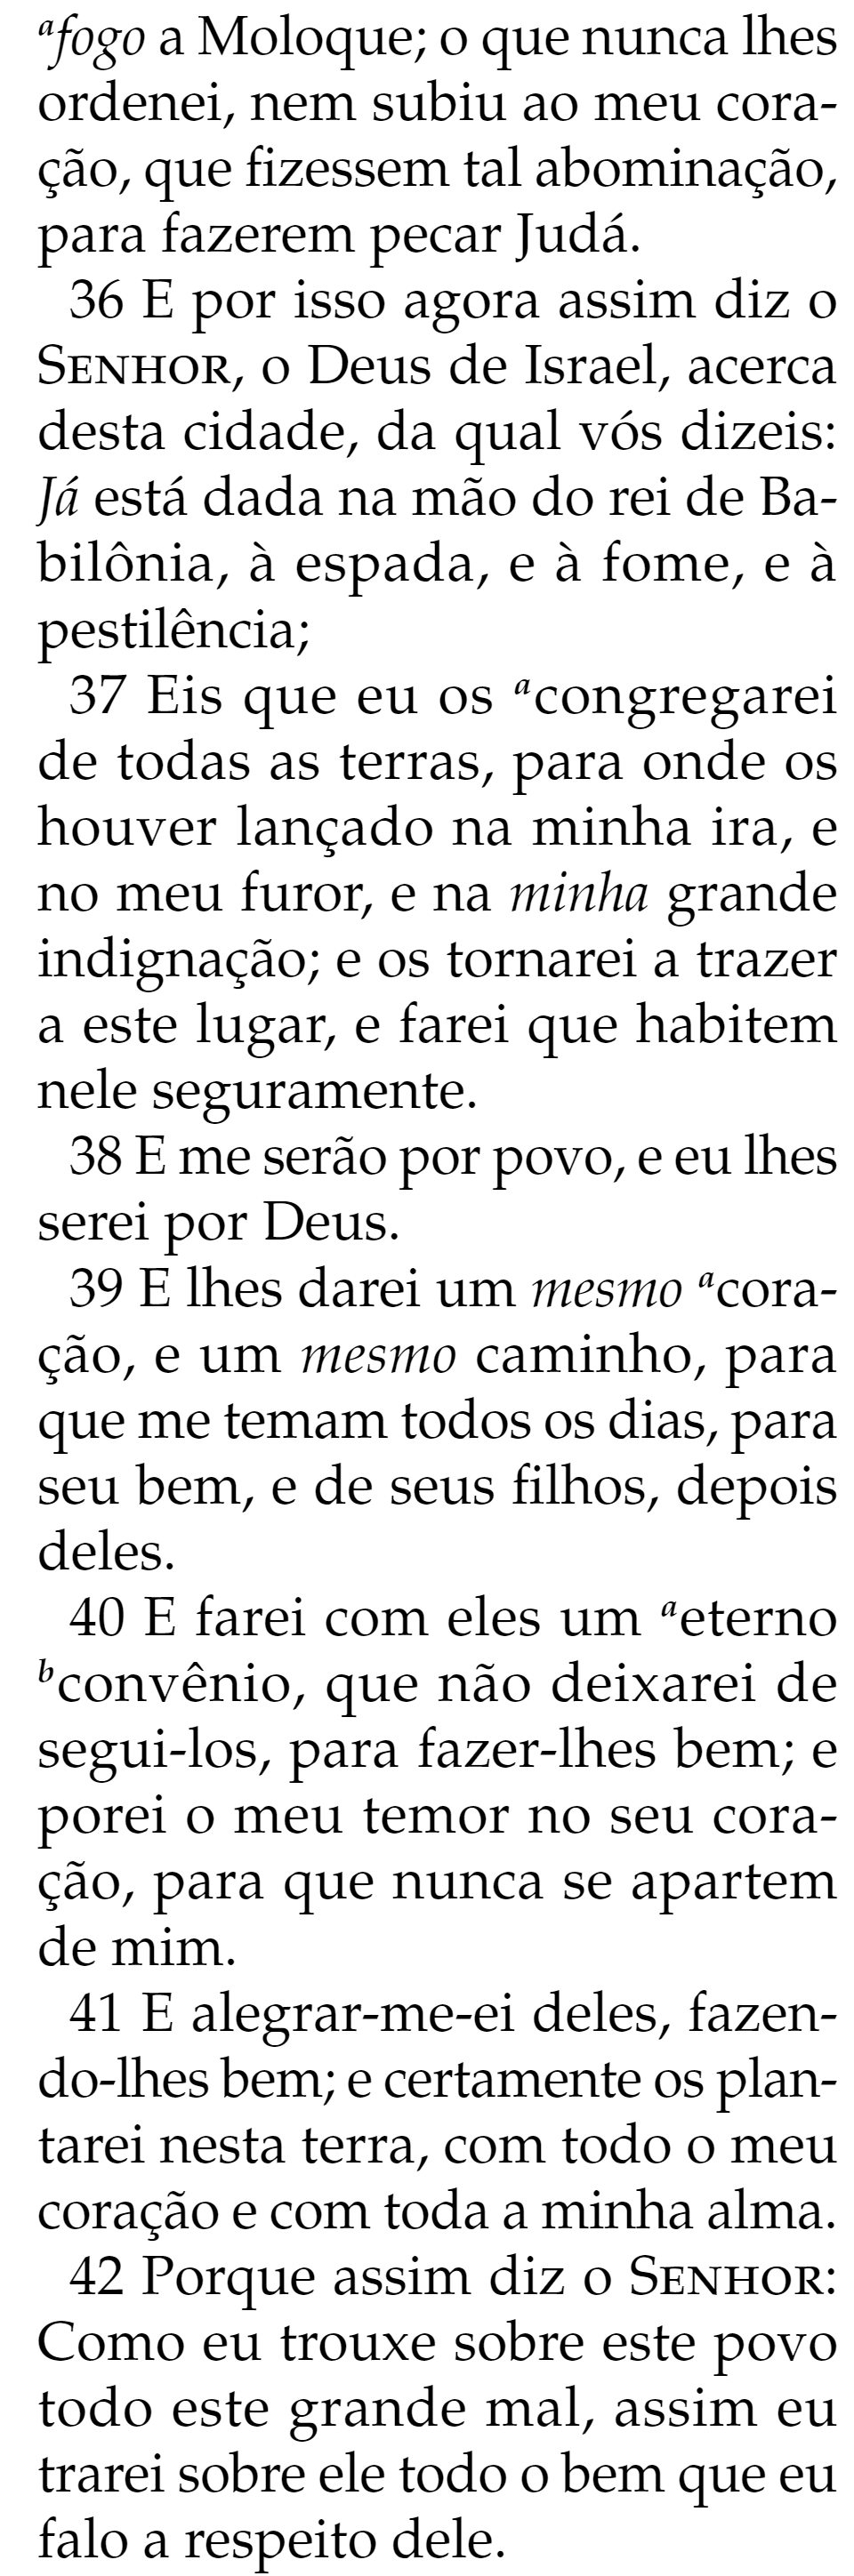 afogo a Moloque; o que nunca lhes
ordenei, nem subiu ao meu cora-
ção, que fizessem tal abominação,
para fazerem pecar Judá.
36 E por isso agora assim diz o
Senhor, o Deus de Israel, acerca
desta cidade, da qual vós dizeis:
Já está dada na mão do rei de Ba-
bilônia, à espada, e à fome, e à
pestilência;
37 Eis que eu os acongregarei
de todas as terras, para onde os
houver lançado na minha ira, e
no meu furor, e na minha grande
indignação; e os tornarei a trazer
a este lugar, e farei que habitem
nele seguramente.
38 E me serão por povo, e eu lhes
serei por Deus.
39 E lhes darei um mesmo acora-
ção, e um mesmo caminho, para
que me temam todos os dias, para
seu bem, e de seus filhos, depois
deles.
40 E farei com eles um aeterno
bconvênio, que não deixarei de
segui-los, para fazer-lhes bem; e
porei o meu temor no seu cora-
ção, para que nunca se apartem
de mim.
41 E alegrar-me-ei deles, fazen-
do-lhes bem; e certamente os plan-
tarei nesta terra, com todo o meu
coração e com toda a minha alma.
42 Porque assim diz o Senhor:
Como eu trouxe sobre este povo
todo este grande mal, assim eu
trarei sobre ele todo o bem que eu
falo a respeito dele.